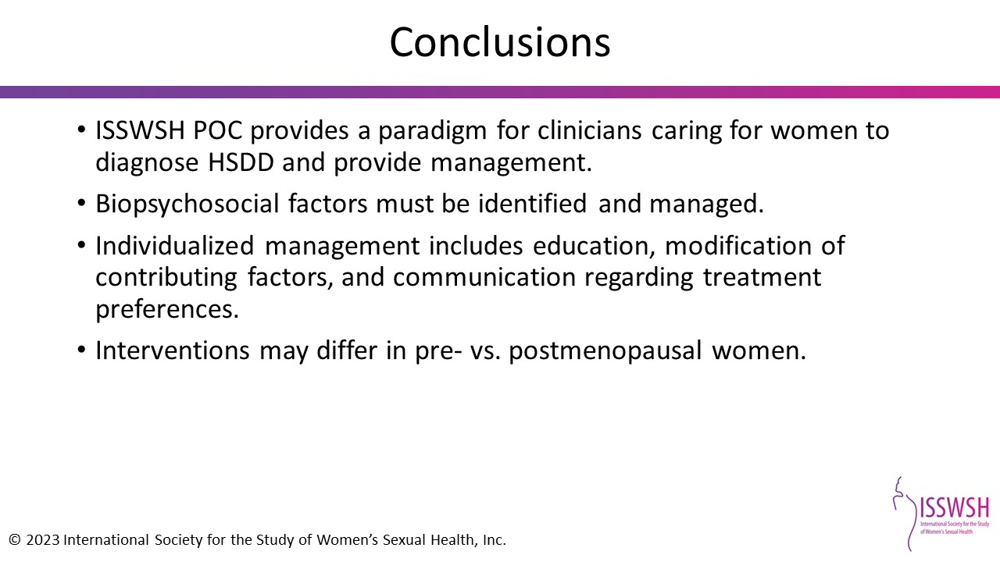 Conclusions
• ISSWSH POC provides a paradigm for clinicians caring for women to
diagnose HSDD and provide management.
• Biopsychosocial factors must be identified and managed.
• Individualized management includes education, modification of
contributing factors, and communication regarding treatment
preferences.
• Interventions may differ in pre- vs. postmenopausal women.
ISSWSH
International Society for the Study
of Women's Sexual Health
© 2023 International Society for the Study of Women’s Sexual Health, Inc.